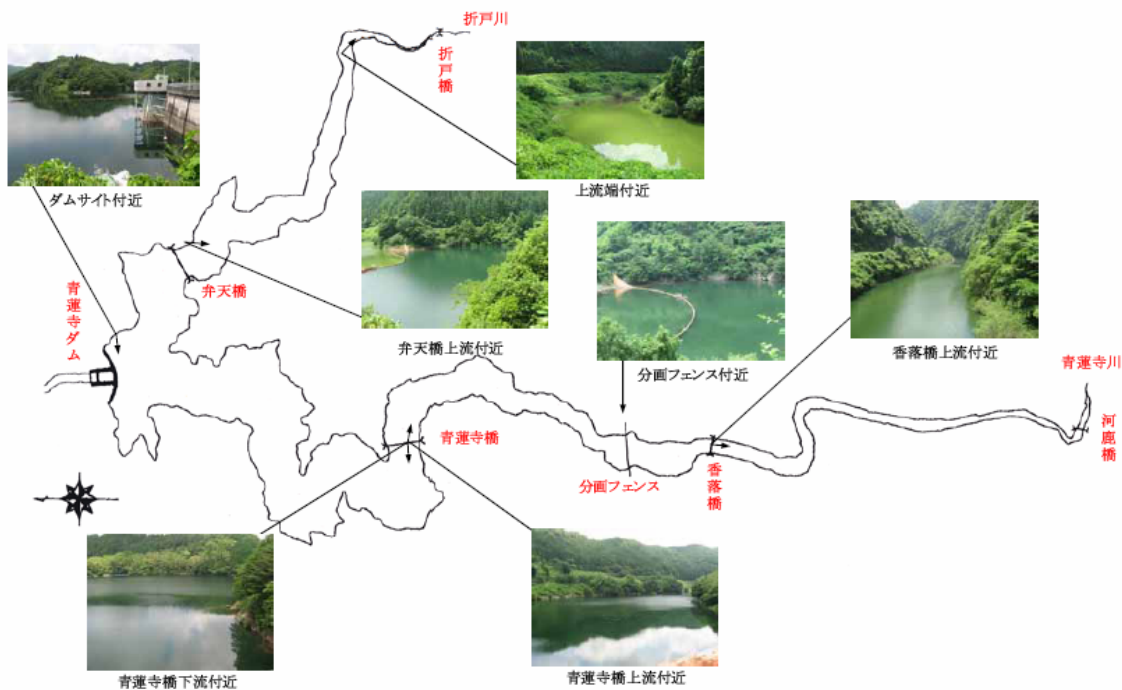 折戸川
折戸橋
ダムサイト付近
上流端付近
弁天橋
弁天橋上流付近
分画フェンス付近
香落橋上流付近
青蓮寺ダム
青蓮寺川
河鹿橋
青蓮寺橋
分画フェンス
香落橋
青蓮寺橋下流付近
青蓮寺橋上流付近